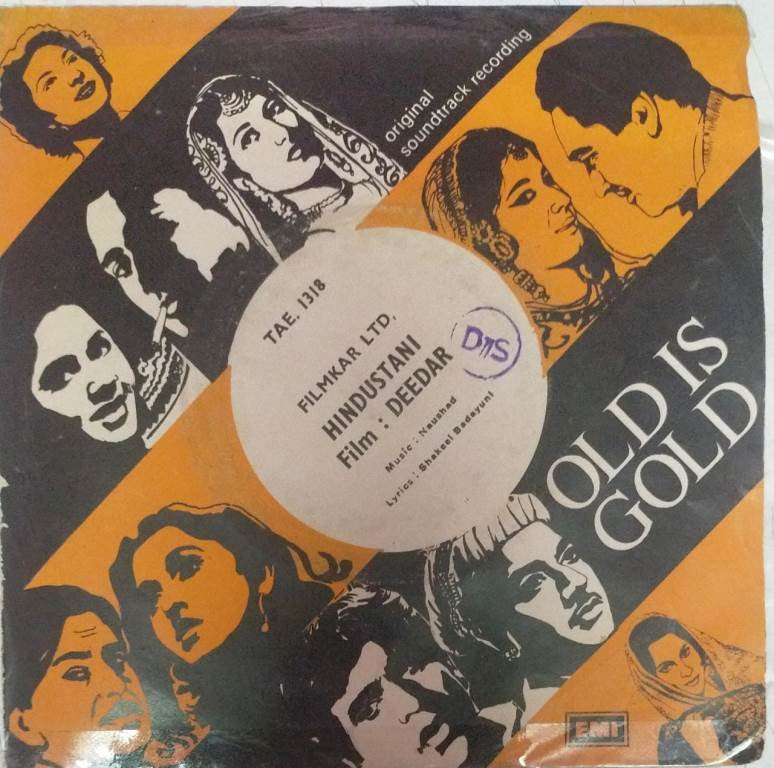 original
soundtrack recording
TAE. 1318
FILMKAR LTD.
HINDUSTANI
Film : DEEDAR
Music : Naushad
Lyrics : Shakeel Badayuni
DMS
OLD IS
GOLD
EMI